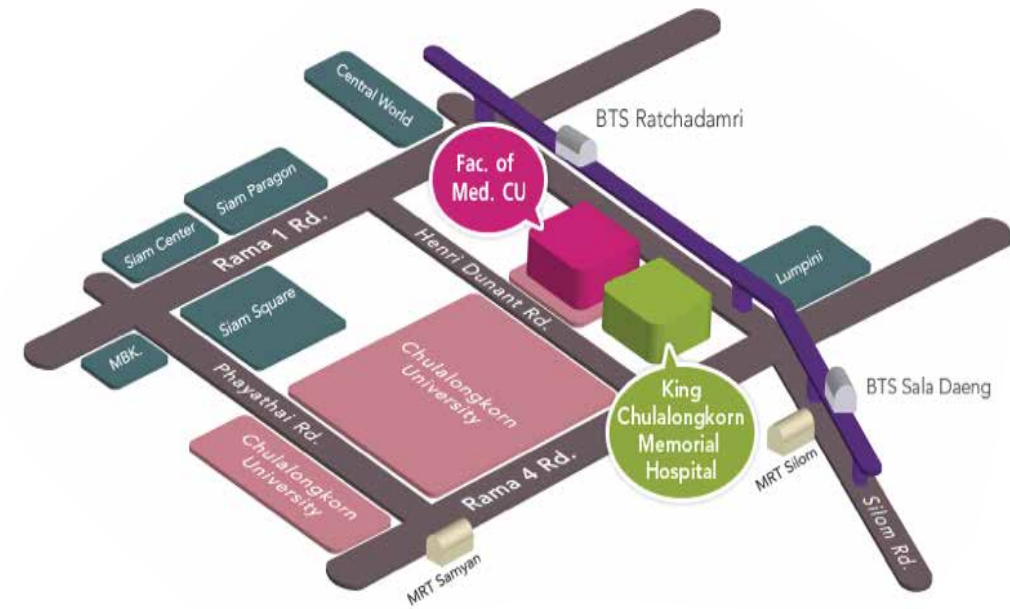 Central World
BTS Ratchadamri
Fac. of
Med. CU
Siam Paragon
Siam Center
Rama 1 Rd.
Henri Dunant Rd.
Lumpini
Siam Square
MBK.
Chulalongkorn
University
Phayathai Rd.
BTS Sala Daeng
King
Chulalongkorn
Memorial
Hospital
Chulalongkorn
University
Rama 4 Rd.
MRT Silom
Silom Rd.
MRT Samyan